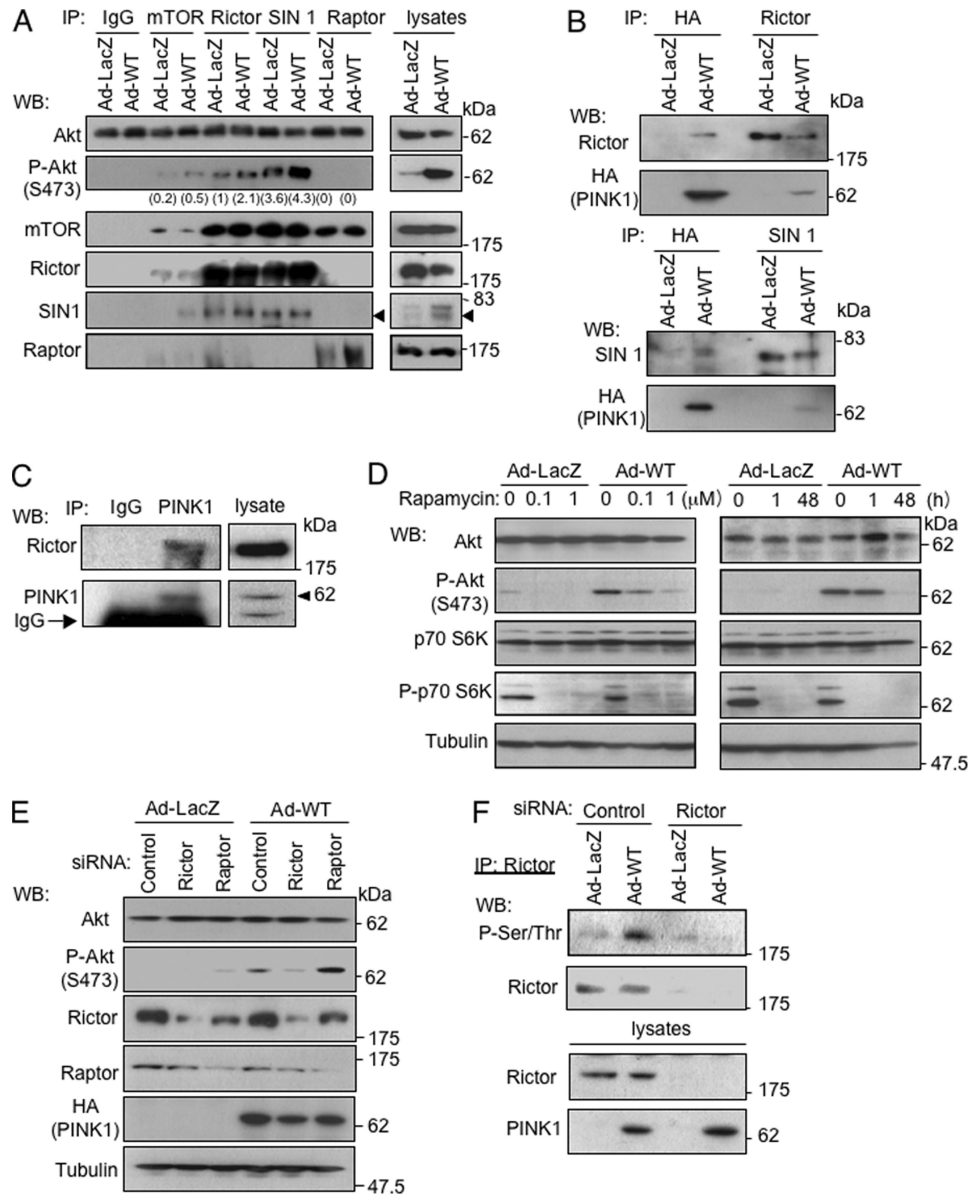 A
IP: IgG mTOR Rictor SIN 1 Raptor lysates
Ad-LacZ Ad-WT Ad-LacZ Ad-WT Ad-LacZ Ad-WT Ad-LacZ Ad-WT Ad-LacZ Ad-WT Ad-LacZ Ad-WT
WB: kDa
Akt -62
P-Akt (S473) -62
(0.2) (0.5) (1) (2.1) (3.6) (4.3) (0) (0)
mTOR -175
Rictor -175
SIN1 -83
Raptor -175
B
IP: HA Rictor
Ad-LacZ Ad-WT Ad-LacZ Ad-WT
WB: kDa
Rictor 175
HA (PINK1) -62
IP: HA SIN 1
Ad-LacZ Ad-WT Ad-LacZ Ad-WT
WB: kDa
SIN 1 -83
HA (PINK1) -62
C
IP: IgG PINK1 lysate
WB: kDa
Rictor 175
PINK1 62
IgG
D
Ad-LacZ Ad-WT Ad-LacZ Ad-WT
Rapamycin: 0 0.1 1 0 0.1 1 (μM) 0 1 48 0 1 48 (h)
WB: kDa
Akt 62
P-Akt (S473) 62
p70 S6K 62
P-p70 S6K 62
Tubulin 47.5
E
Ad-LacZ Ad-WT
siRNA: Control Rictor Raptor Control Rictor Raptor
WB: kDa
Akt 62
P-Akt (S473) 62
Rictor 175
Raptor 175
HA (PINK1) 62
Tubulin 47.5
F
siRNA: Control Rictor
IP: Rictor Ad-LacZ Ad-WT Ad-LacZ Ad-WT
WB:
P-Ser/Thr 175
Rictor 175
lysates
Rictor 175
PINK1 62